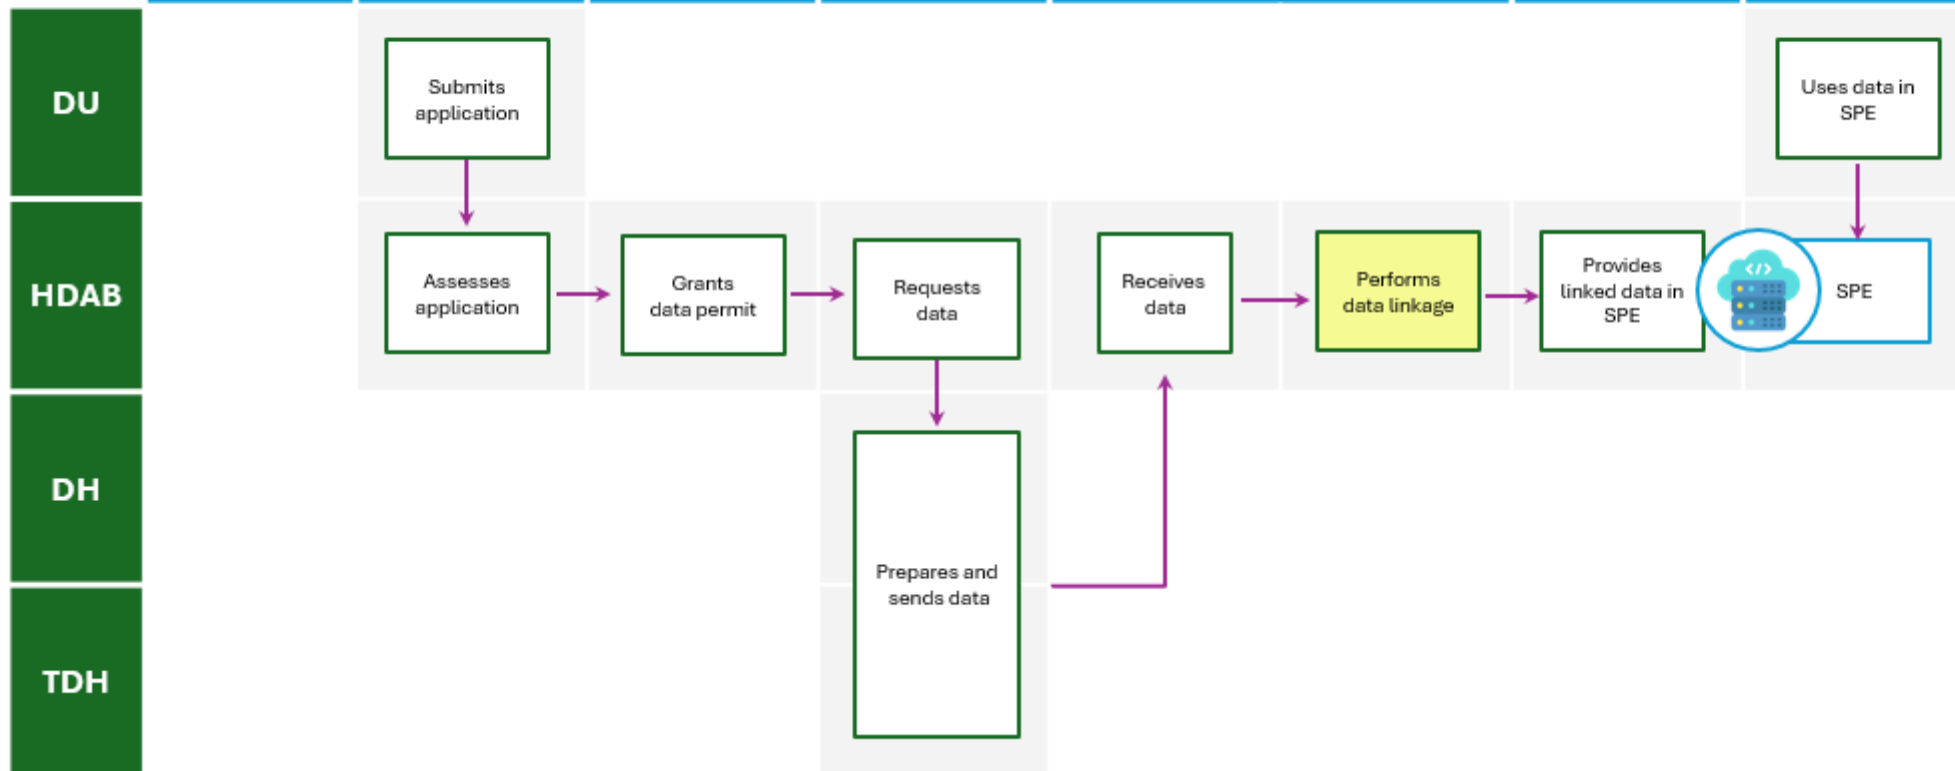 DU
Submits
application
Uses data in
SPE
HDAB
Assesses
application
Grants
data permit
Requests
data
Receives
data
Performs
data linkage
Provides
linked data in
SPE
</>
SPE
DH
Prepares and
sends data
TDH